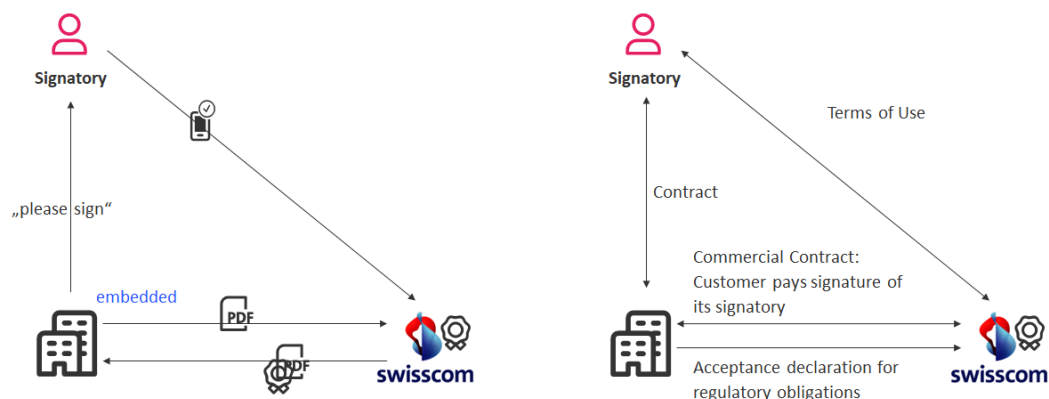 Signatory
„please sign“
embedded
PDF
PDF
swisscom
Signatory
Terms of Use
Contract
Commercial Contract:
Customer pays signature of
its signatory
swisscom
Acceptance declaration for
regulatory obligations